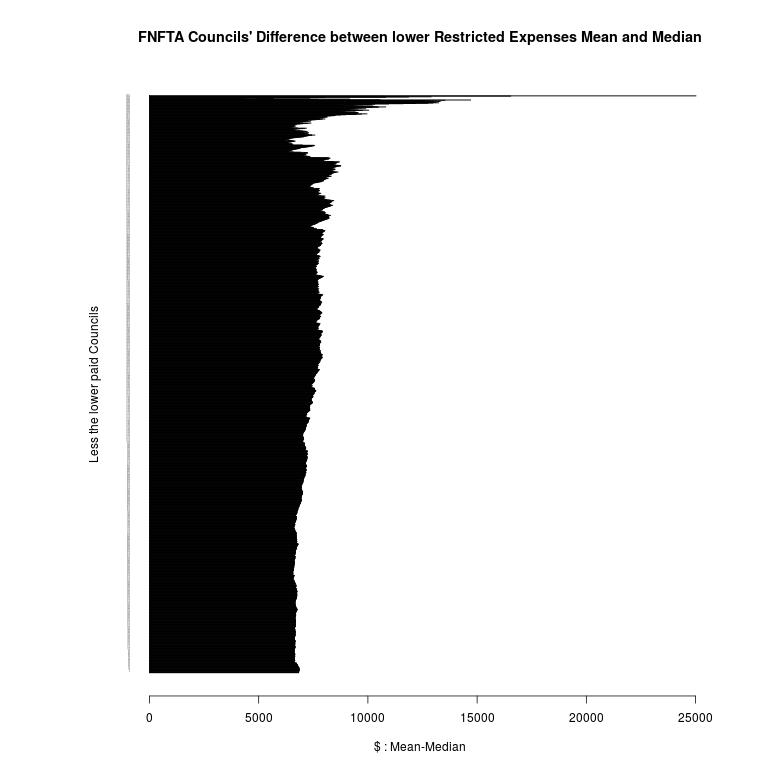 FNFTA Councils' Difference between lower Restricted Expenses Mean and Median
Less the lower paid Councils
0 5000 10000 15000 20000 25000
$ : Mean-Median